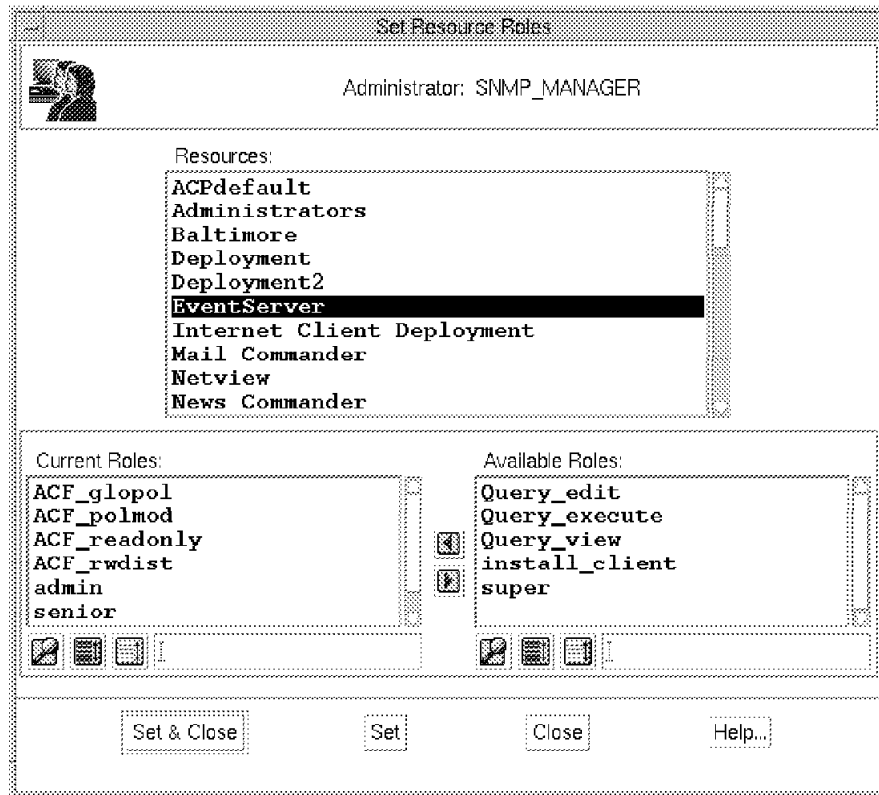 Set Resource Roles
Administrator: SNMP_MANAGER
Resources:
ACPdefault
Administrators
Baltimore
Deployment
Deployment2
EventServer
Internet Client Deployment
Mail Commander
Netview
News Commander
Current Roles:
ACF_glopol
ACF_polmod
ACF_readonly
ACF_rwdist
admin
senior
Available Roles:
Query_edit
Query_execute
Query_view
install_client
super
Set & Close
Set
Close
Help...